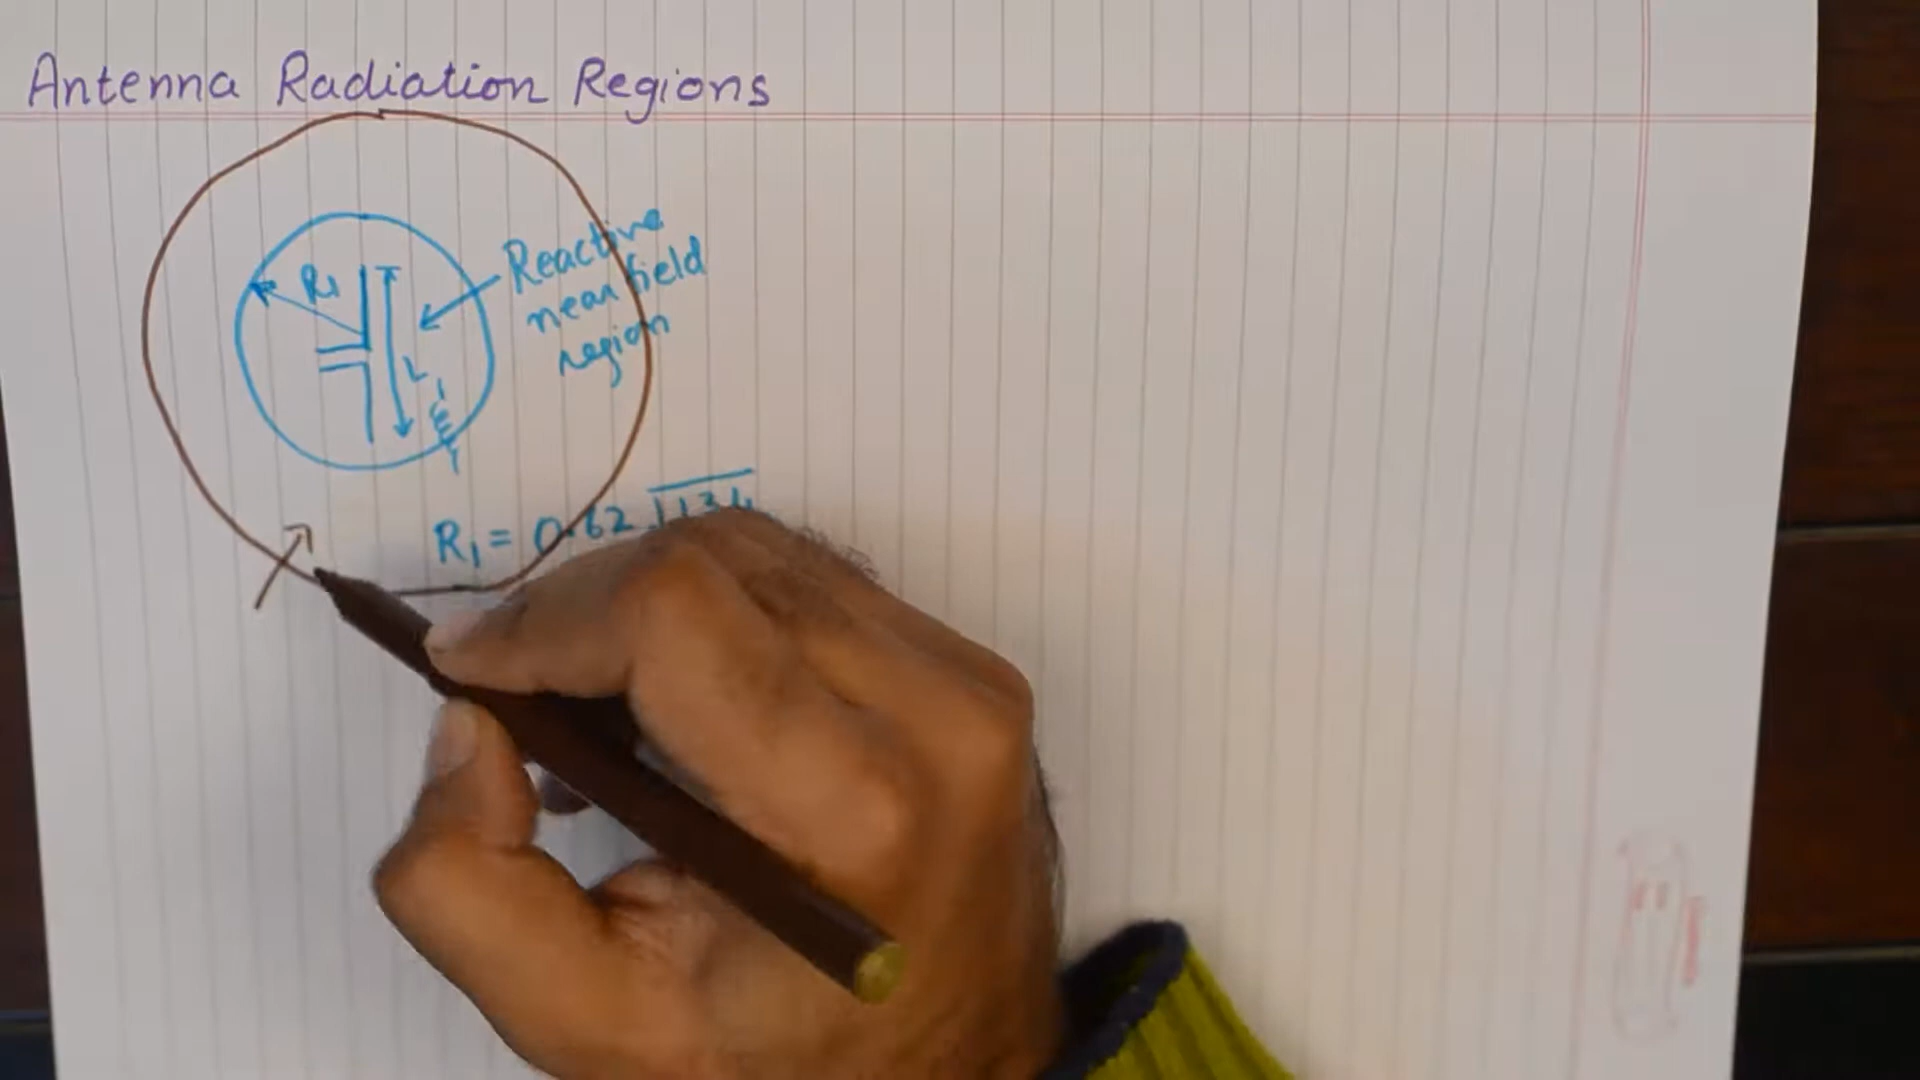 Antenna Radiation Regions
Reactive
near field
region
R1
L
R1 = 0.62